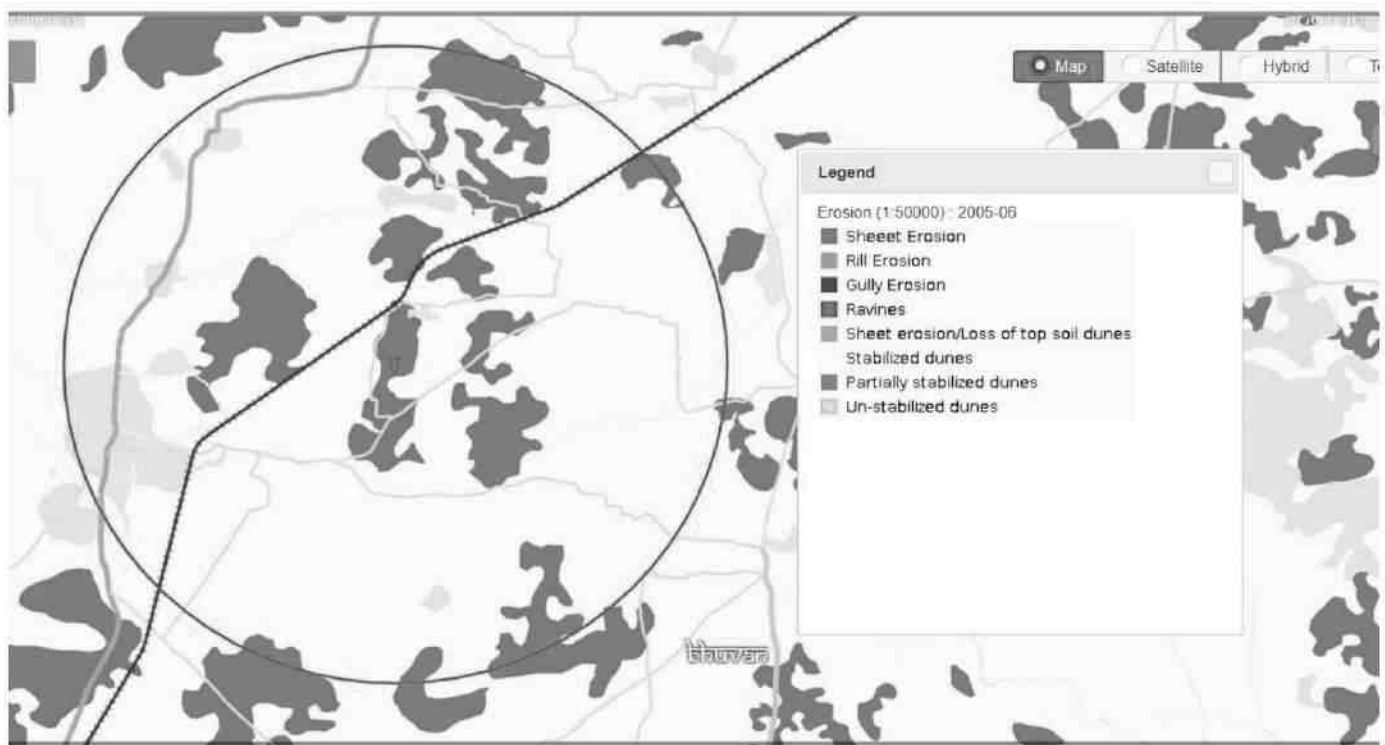 Map
Satellite
Hybrid
Legend
Erosion (1:50000) : 2005-06
Sheeet Erosion
Rill Erosion
Gully Erosion
Ravines
Sheet erosion/Loss of top soil dunes
Stabilized dunes
Partially stabilized dunes
Un-stabilized dunes
thuvan